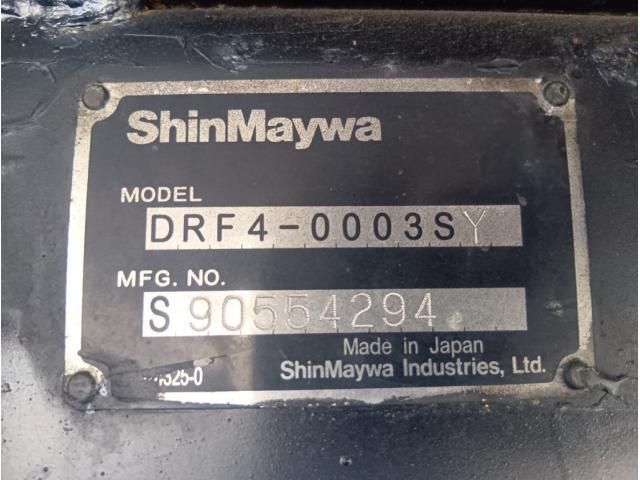 ShinMaywa
MODEL
DRF4-0003SY
MFG. NO.
S 90554294
Made in Japan
ShinMaywa Industries, Ltd.